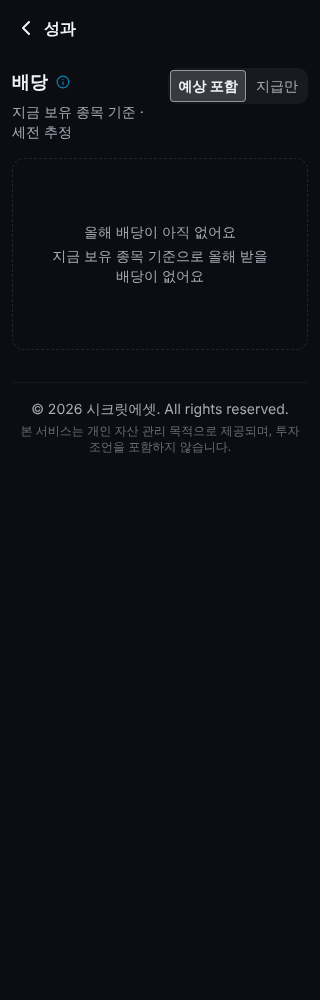 성과
배당
예상 포함
지급만
지금 보유 종목 기준 ·
세전 추정
올해 배당이 아직 없어요
지금 보유 종목 기준으로 올해 받을
배당이 없어요
© 2026 시크릿에셋. All rights reserved.
본 서비스는 개인 자산 관리 목적으로 제공되며, 투자
조언을 포함하지 않습니다.